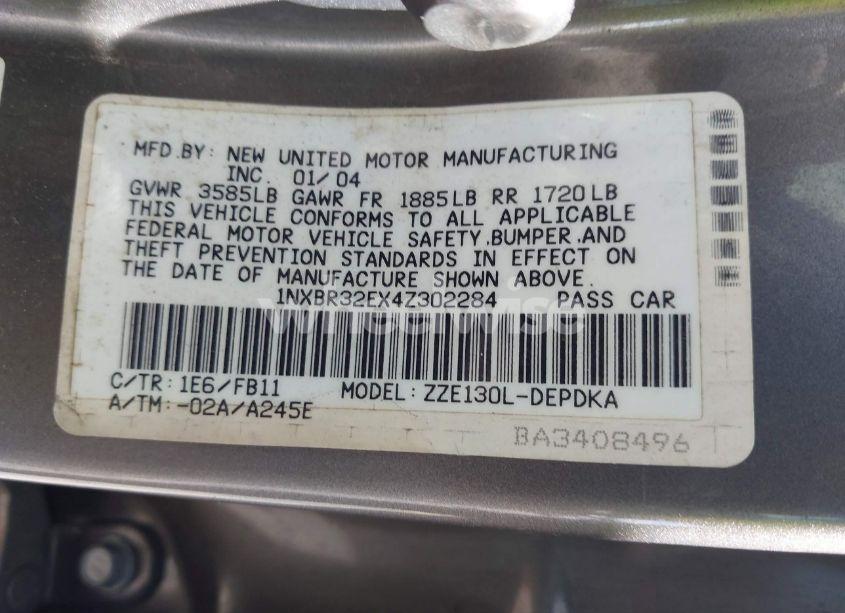 MFD.BY: NEW UNITED MOTOR MANUFACTURING
INC. 01/04
GVWR 3585LB GAWR FR 1885LB RR 1720LB
THIS VEHICLE CONFORMS TO ALL APPLICABLE
FEDERAL MOTOR VEHICLE SAFETY,BUMPER,AND
THEFT PREVENTION STANDARDS IN EFFECT ON
THE DATE OF MANUFACTURE SHOWN ABOVE.
1NXBR32EX4Z302284 PASS CAR
wheelwise
C/TR: 1E6/FB11 MODEL: ZZE130L-DEPDKA
A/TM:-02A/A245E
BA3408496